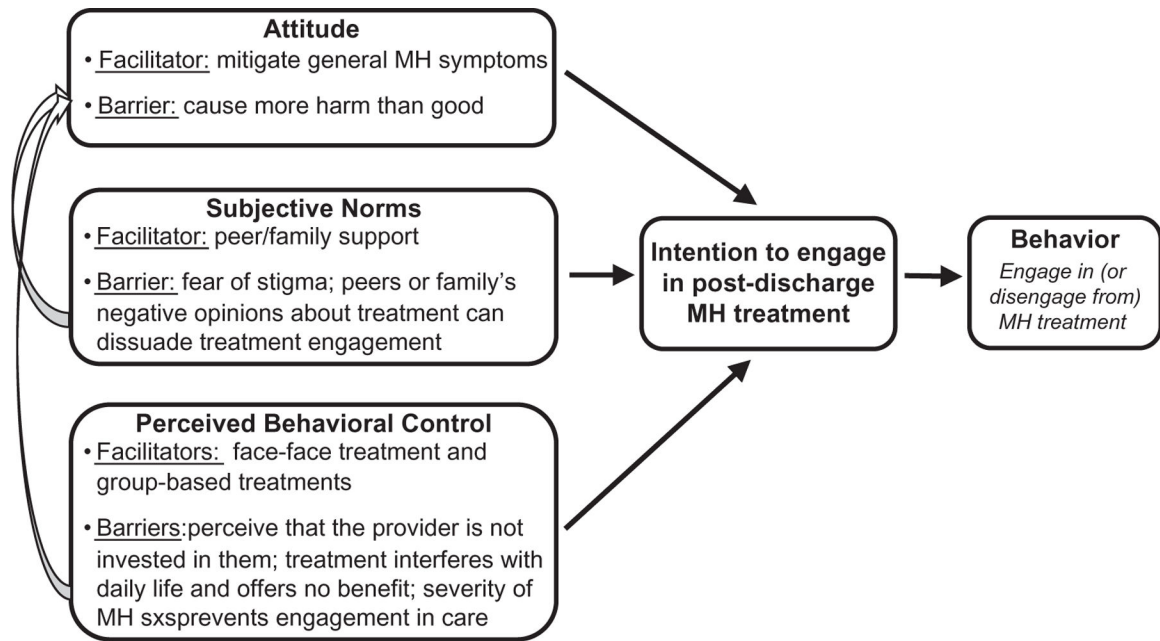 Attitude
• Facilitator: mitigate general MH symptoms
• Barrier: cause more harm than good
Subjective Norms
• Facilitator: peer/family support
• Barrier: fear of stigma; peers or family's
negative opinions about treatment can
dissuade treatment engagement
Perceived Behavioral Control
• Facilitators: face-face treatment and
group-based treatments
• Barriers:perceive that the provider is not
invested in them; treatment interferes with
daily life and offers no benefit; severity of
MH sxsprevents engagement in care
Intention to engage
in post-discharge
MH treatment
Behavior
Engage in (or
disengage from)
MH treatment